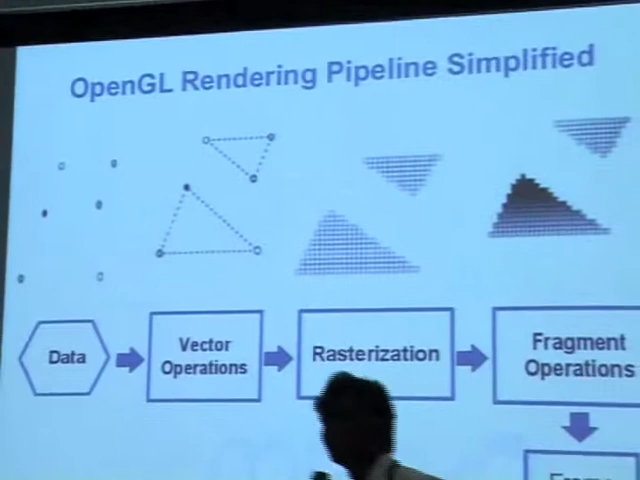 OpenGL Rendering Pipeline Simplified
Data
Vector
Operations
Rasterization
Fragment
Operations